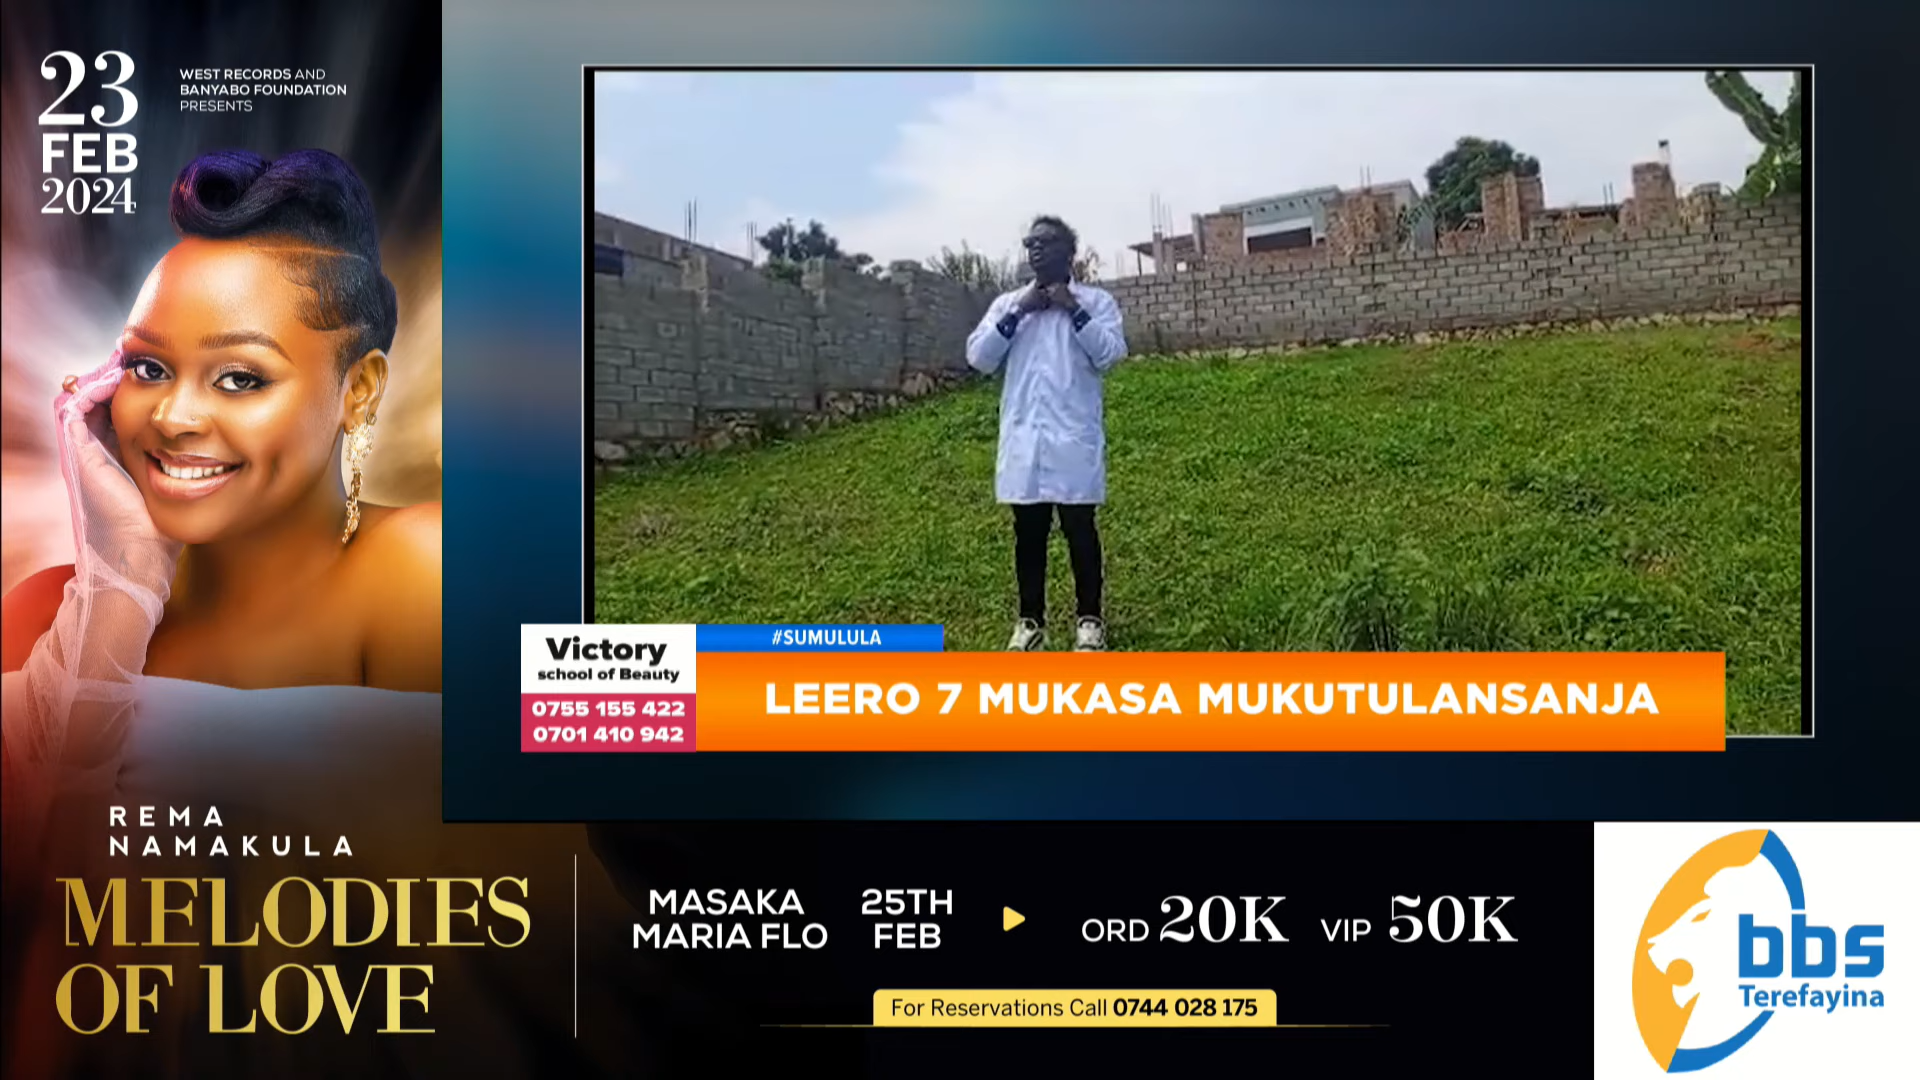 23
FEB
2024
WEST RECORDS AND
BANYABO FOUNDATION
PRESENTS
#SUMULULA
Victory
school of Beauty
0755 155 422
0701 410 942
LEERO 7 MUKASA MUKUTULANSANJA
REMA
NAMAKULA
MELODIES
OF LOVE
MASAKA
MARIA FLO
25TH
FEB
ORD 20K VIP 50K
For Reservations Call 0744 028 175
bbs
Terefayina